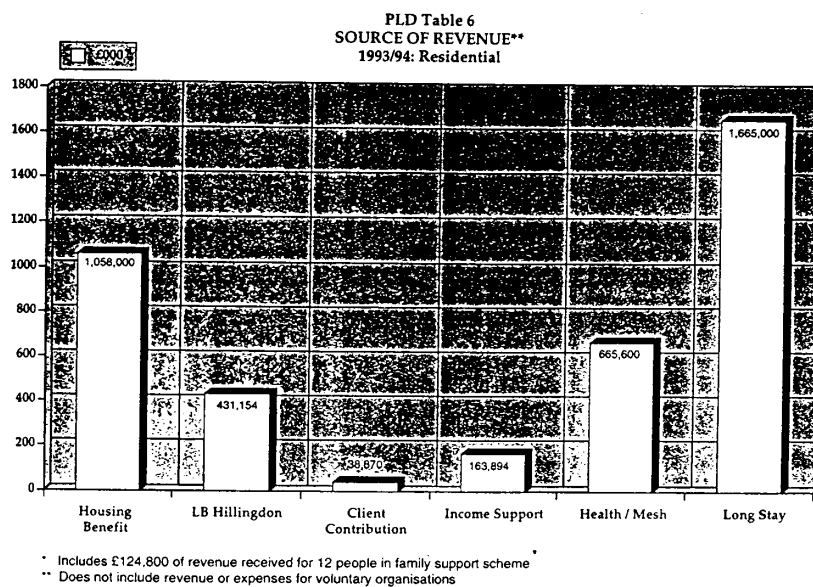 PLD Table 6
SOURCE OF REVENUE**
1993/94: Residential
£000
1800
1600
1400
1200
1000
800
600
400
200
0
1,058,000
431,154
38,870
163,894
665,600
1,665,000
Housing Benefit
LB Hillingdon
Client Contribution
Income Support
Health / Mesh
Long Stay
* Includes £124,800 of revenue received for 12 people in family support scheme *
** Does not include revenue or expenses for voluntary organisations